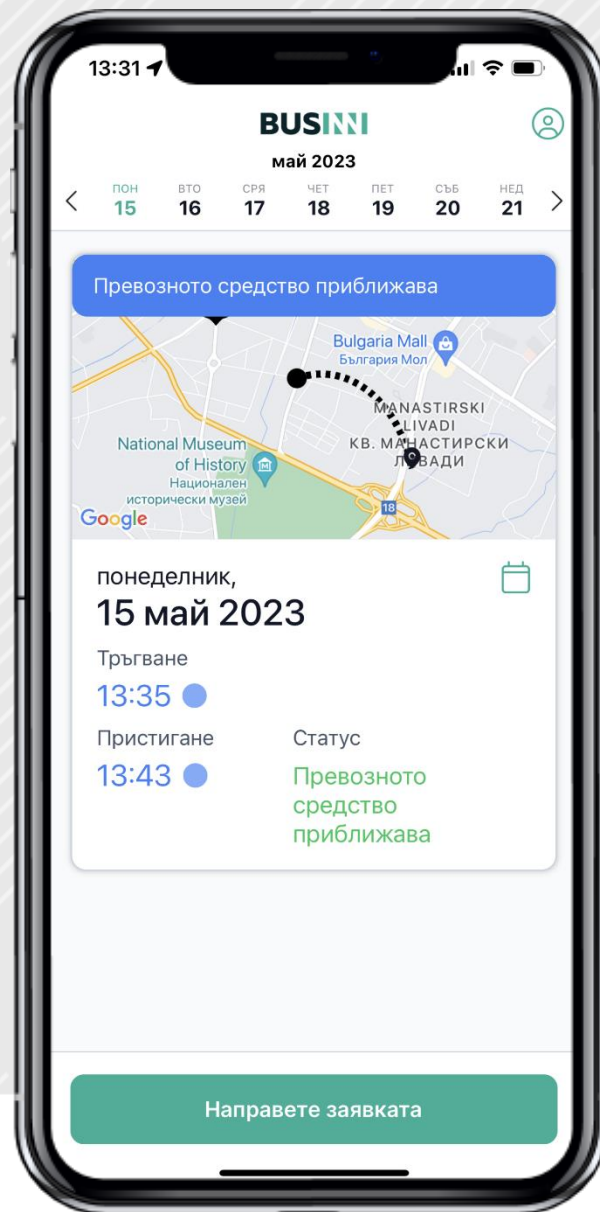 13:31
BUSINNI
май 2023
ПОН ВТО СРЯ ЧЕТ ПЕТ СЪБ НЕД
15 16 17 18 19 20 21
Превозното средство приближава
Bulgaria Mall
България Мол
MANASTIRSKI
LIVADI
КВ. МАНАСТИРСКИ
ЛИВАДИ
National Museum
of History
Национален
исторически музей
18
Google
понеделник,
15 май 2023
Тръгване
13:35
Пристигане
13:43
Статус
Превозното
средство
приближава
Направете заявката